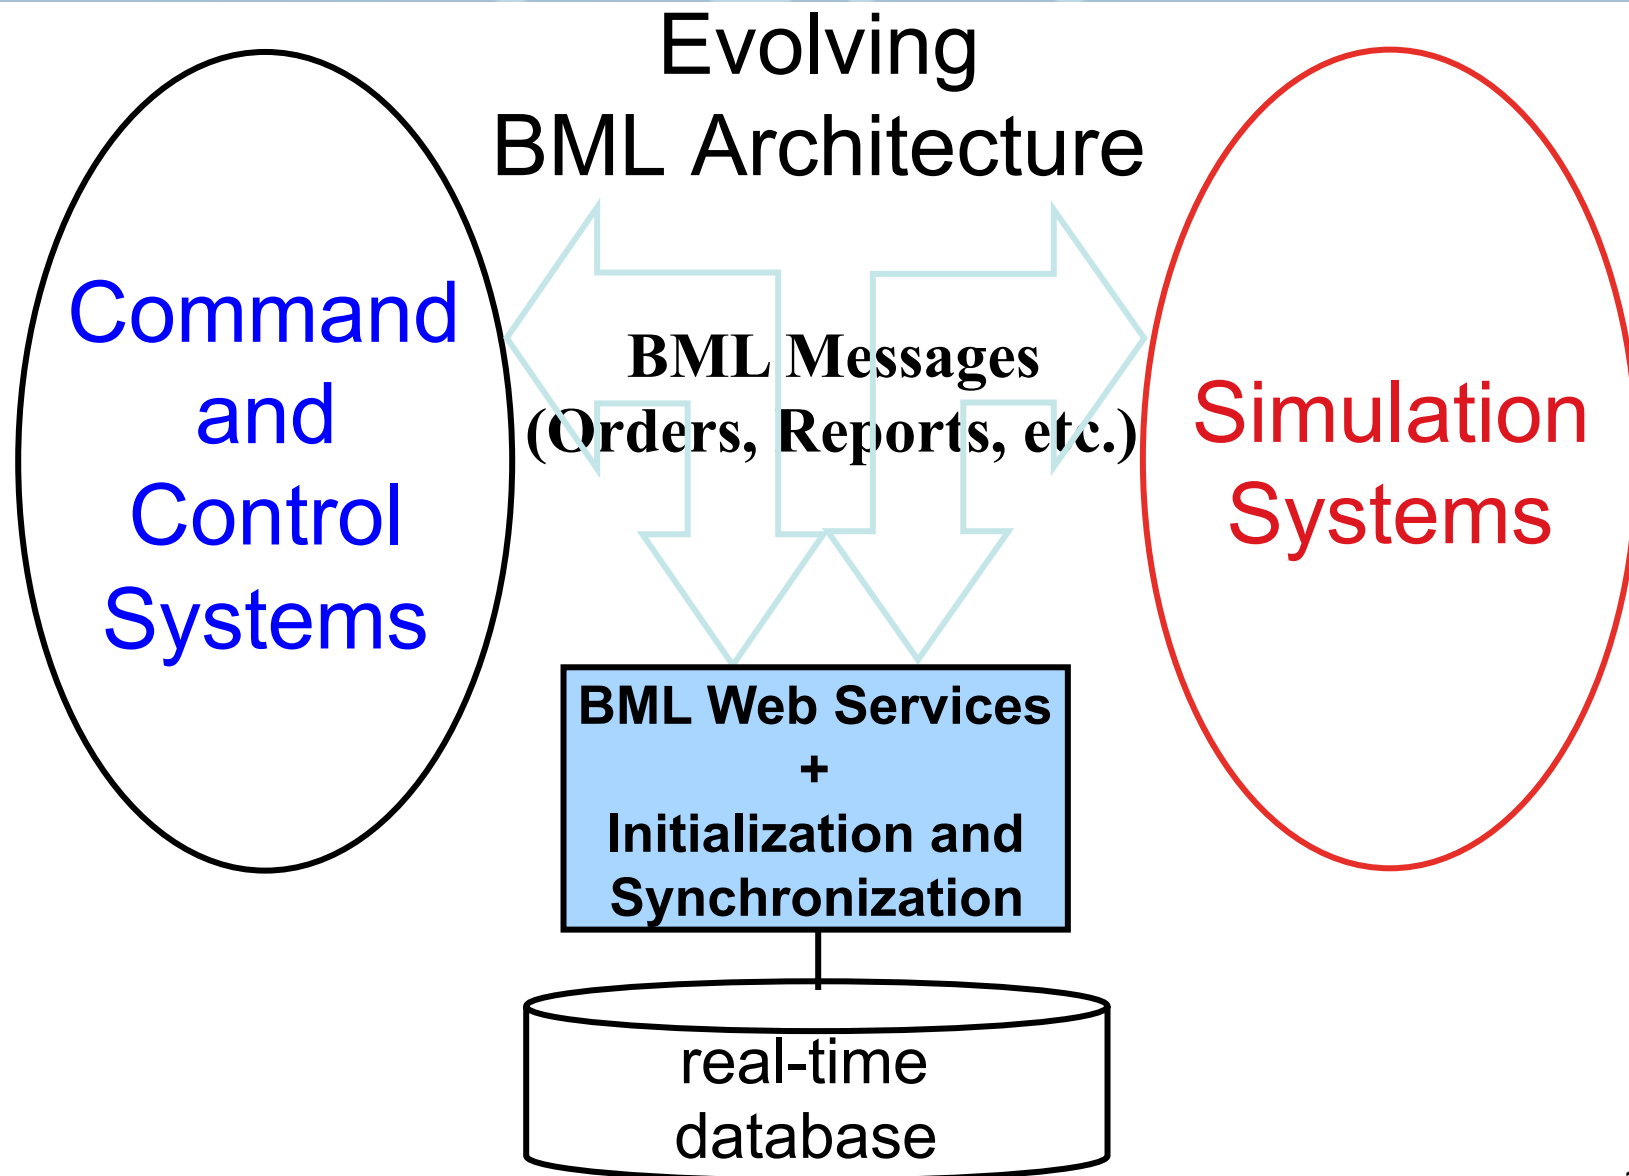 Evolving
BML Architecture
Command
and
Control
Systems
BML Messages
(Orders, Reports, etc.)
Simulation
Systems
BML Web Services
+
Initialization and
Synchronization
real-time
database